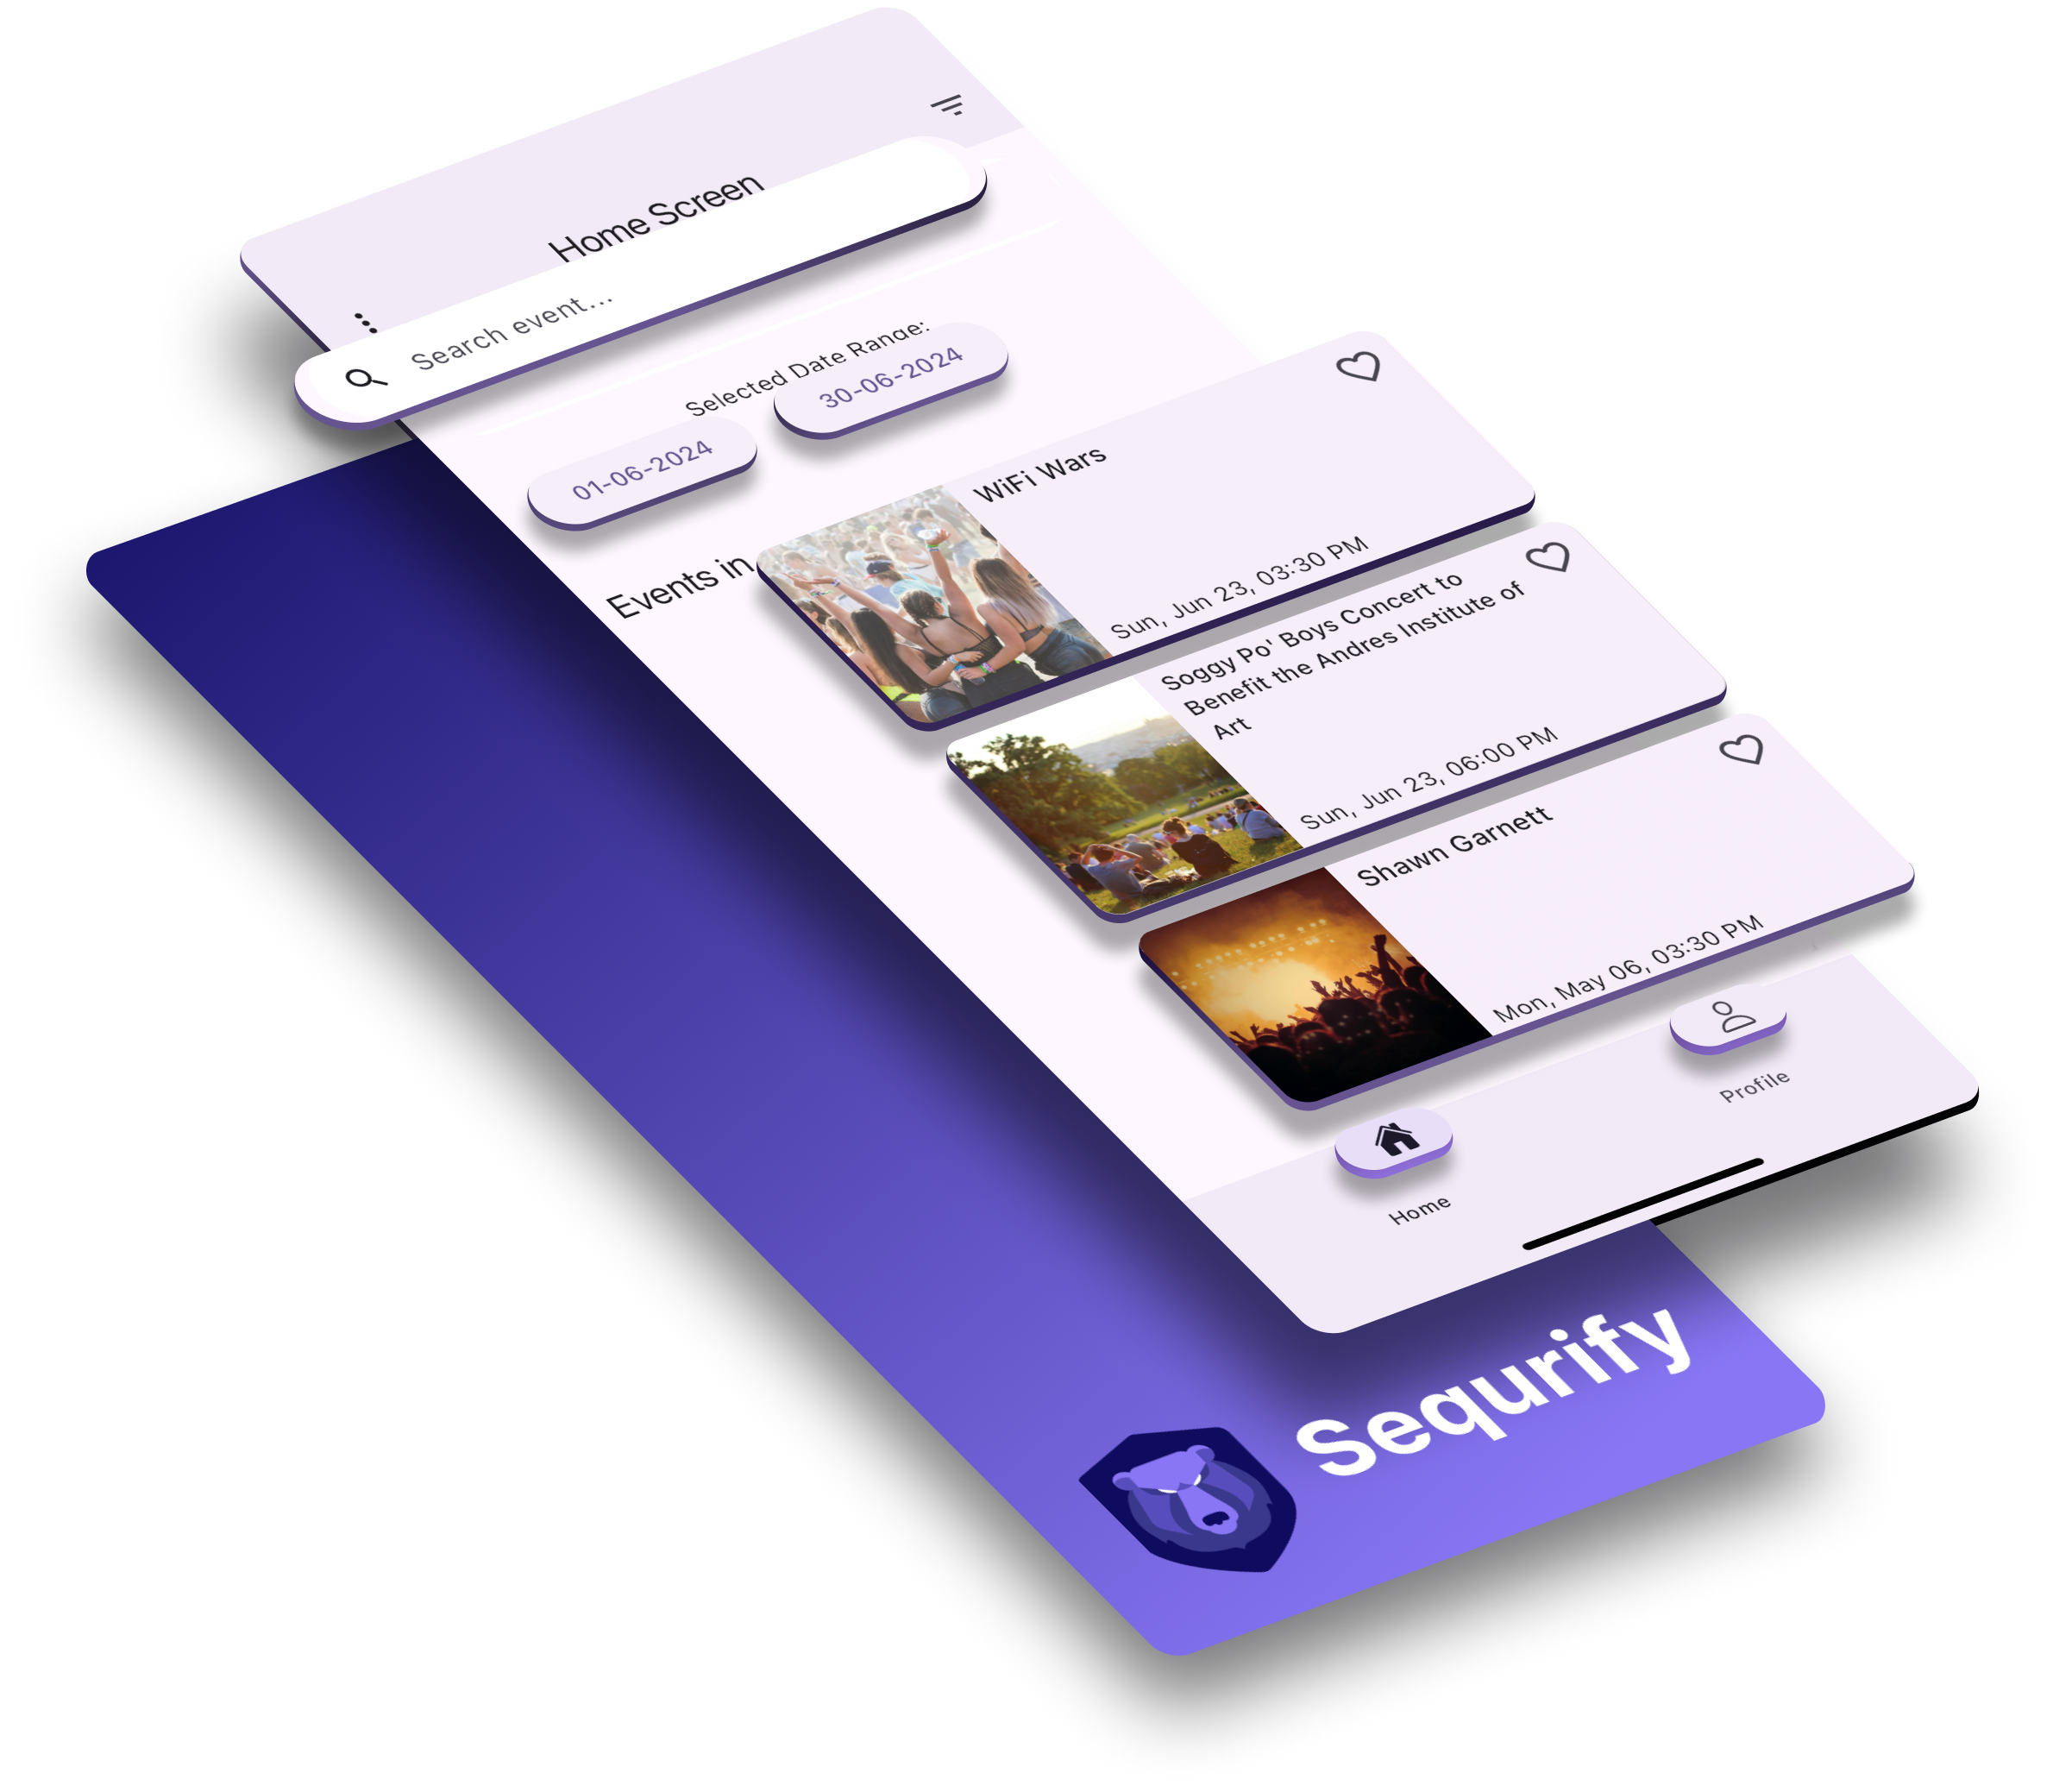 Home Screen
Search event...
Selected Date Range:
01-06-2024
30-06-2024
Events in
WiFi Wars
Sun, Jun 23, 03:30 PM
Soggy Po' Boys Concert to
Benefit the Andres Institute of
Art
Sun, Jun 23, 06:00 PM
Shawn Garnett
Mon, May 06, 03:30 PM
Home
Profile
Sequrify